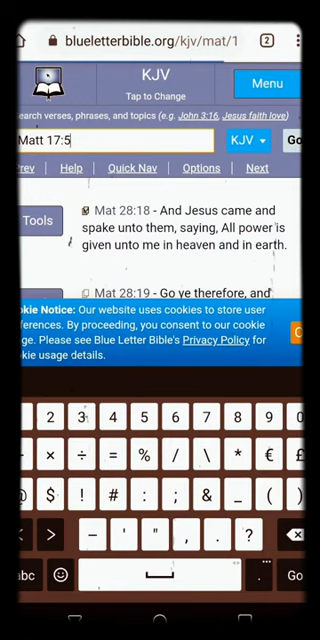 blueletterbible.org/kjv/mat/1
2
KJV
Tap to Change
Menu
earch verses, phrases, and topics (e.g. John 3:16, Jesus faith love)
Matt 17:5
KJV
Go
rev | Help | Quick Nav | Options | Next
Tools
Mat 28:18 - And Jesus came and
spake unto them, saying, All power is
given unto me in heaven and in earth.
Mat 28:19 - Go ye therefore, and
okie Notice: Our website uses cookies to store user
ferences. By proceeding, you consent to our cookie
ge. Please see Blue Letter Bible's Privacy Policy for
kie usage details.
2 3 4 5 6 7 8 9 0
× ÷ = % / \ * € £
@ $ ! # : ; & _ ( )
< > – ' " , . ?
abc . Go